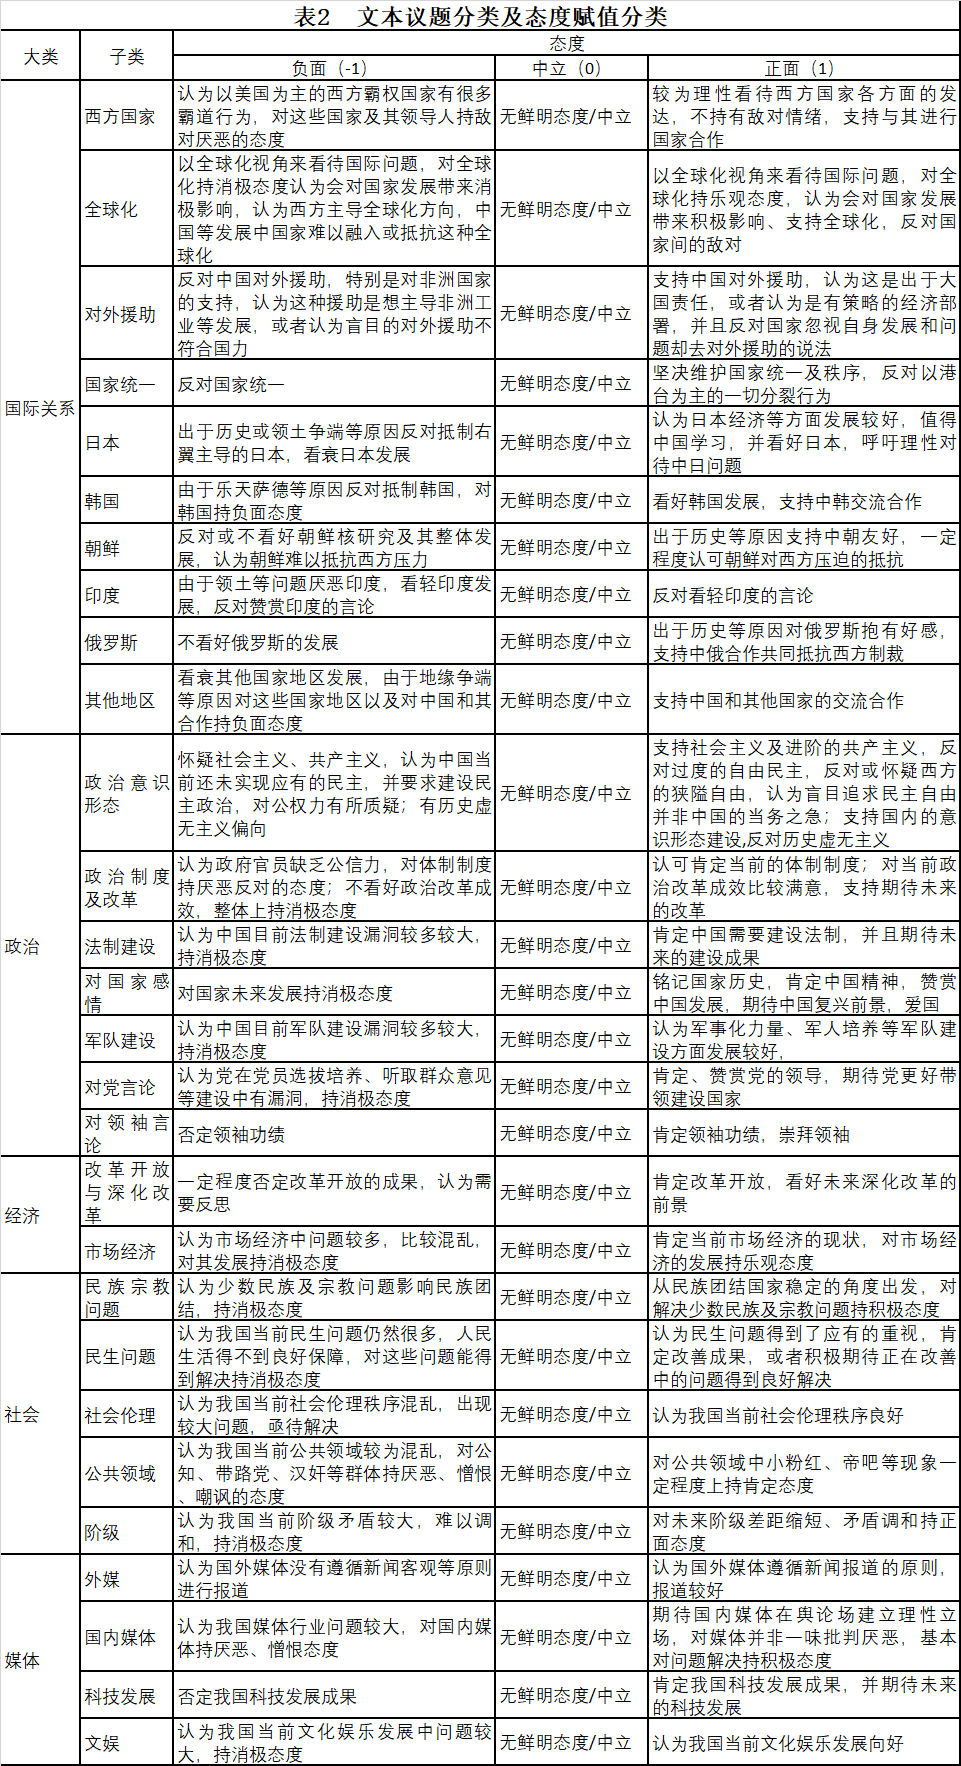 表2 文本议题分类及态度赋值分类
大类
子类
态度
负面（-1）
中立（0）
正面（1）
国际关系
西方国家
认为以美国为主的西方霸权国家有很多
霸道行为，对这些国家及其领导人持敌
对厌恶的态度
无鲜明态度/中立
较为理性看待西方国家各方面的发
达，不持有敌对情绪，支持与其进行
国家合作
全球化
以全球化视角来看待国际问题，对全球
化持消极态度认为会对国家发展带来消
极影响，认为西方主导全球化方向，中
国等发展中国家难以融入或抵抗这种全
球化
无鲜明态度/中立
以全球化视角来看待国际问题，对全
球化持乐观态度，认为会对国家发展
带来积极影响、支持全球化，反对国
家间的敌对
对外援助
反对中国对外援助，特别是对非洲国家
的支持，认为这种援助是想主导非洲工
业等发展，或者认为盲目的对外援助不
符合国力
无鲜明态度/中立
支持中国对外援助，认为这是出于大
国责任，或者认为是有策略的经济部
署，并且反对国家忽视自身发展和问
题却去对外援助的说法
国家统一
反对国家统一
无鲜明态度/中立
坚决维护国家统一及秩序，反对以港
台为主的一切分裂行为
日本
出于历史或领土争端等原因反对抵制右
翼主导的日本，看衰日本发展
无鲜明态度/中立
认为日本经济等方面发展较好，值得
中国学习，并看好日本，呼吁理性对
待中日问题
韩国
由于乐天萨德等原因反对抵制韩国，对
韩国持负面态度
无鲜明态度/中立
看好韩国发展，支持中韩交流合作
朝鲜
反对或不看好朝鲜核研究及其整体发
展，认为朝鲜难以抵抗西方压力
无鲜明态度/中立
出于历史等原因支持中朝友好，一定
程度认可朝鲜对西方压迫的抵抗
印度
由于领土等问题厌恶印度，看轻印度发
展，反对赞赏印度的言论
无鲜明态度/中立
反对看轻印度的言论
俄罗斯
不看好俄罗斯的发展
无鲜明态度/中立
出于历史等原因对俄罗斯抱有好感，
支持中俄合作共同抵抗西方制裁
其他地区
看衰其他国家地区发展，由于地缘争端
等原因对这些国家地区以及对中国和其
合作持负面态度
无鲜明态度/中立
支持中国和其他国家的交流合作
政治
政治意识
形态
怀疑社会主义、共产主义，认为中国当
前还未实现应有的民主，并要求建设民
主政治，对公权力有所质疑；有历史虚
无主义偏向
无鲜明态度/中立
支持社会主义及进阶的共产主义，反
对过度的自由民主，反对或怀疑西方
的狭隘自由，认为盲目追求民主自由
并非中国的当务之急；支持国内的意
识形态建设,反对历史虚无主义
政治制度
及改革
认为政府官员缺乏公信力，对体制制度
持厌恶反对的态度；不看好政治改革成
效，整体上持消极态度
无鲜明态度/中立
认可肯定当前的体制制度；对当前政
治改革成效比较满意，支持期待未来
的改革
法制建设
认为中国目前法制建设漏洞较多较大，
持消极态度
无鲜明态度/中立
肯定中国需要建设法制，并且期待未
来的建设成果
对国家感
情
对国家未来发展持消极态度
无鲜明态度/中立
铭记国家历史，肯定中国精神，赞赏
中国发展，期待中国复兴前景，爱国
军队建设
认为中国目前军队建设漏洞较多较大，
持消极态度
无鲜明态度/中立
认为军事化力量、军人培养等军队建
设方面发展较好，
对党言论
认为党在党员选拔培养、听取群众意见
等建设中有漏洞，持消极态度
无鲜明态度/中立
肯定、赞赏党的领导，期待党更好带
领建设国家
对领袖言
论
否定领袖功绩
无鲜明态度/中立
肯定领袖功绩，崇拜领袖
经济
改革开放
与深化改
革
一定程度否定改革开放的成果，认为需
要反思
无鲜明态度/中立
肯定改革开放，看好未来深化改革的
前景
市场经济
认为市场经济中问题较多，比较混乱，
对其发展持消极态度
无鲜明态度/中立
肯定当前市场经济的现状，对市场经
济的发展持乐观态度
社会
民族宗教
问题
认为少数民族及宗教问题影响民族团
结，持消极态度
无鲜明态度/中立
从民族团结国家稳定的角度出发，对
解决少数民族及宗教问题持积极态度
民生问题
认为我国当前民生问题仍然很多，人民
生活得不到良好保障，对这些问题能得
到解决持消极态度
无鲜明态度/中立
认为民生问题得到了应有的重视，肯
定改善成果，或者积极期待正在改善
中的问题得到良好解决
社会伦理
认为我国当前社会伦理秩序混乱，出现
较大问题，亟待解决
无鲜明态度/中立
认为我国当前社会伦理秩序良好
公共领域
认为我国当前公共领域较为混乱，对公
知、带路党、汉奸等群体持厌恶、憎恨
、嘲讽的态度
无鲜明态度/中立
对公共领域中小粉红、帝吧等现象一
定程度上持肯定态度
阶级
认为我国当前阶级矛盾较大，难以调
和，持消极态度
无鲜明态度/中立
对未来阶级差距缩短、矛盾调和持正
面态度
媒体
外媒
认为国外媒体没有遵循新闻客观等原则
进行报道
无鲜明态度/中立
认为国外媒体遵循新闻报道的原则，
报道较好
国内媒体
认为我国媒体行业问题较大，对国内媒
体持厌恶、憎恨态度
无鲜明态度/中立
期待国内媒体在舆论场建立理性立
场，对媒体并非一味批判厌恶，基本
对问题解决持积极态度
科技发展
否定我国科技发展成果
无鲜明态度/中立
肯定我国科技发展成果，并期待未来
的科技发展
文娱
认为我国当前文化娱乐发展中问题较
大，持消极态度
无鲜明态度/中立
认为我国当前文化娱乐发展向好